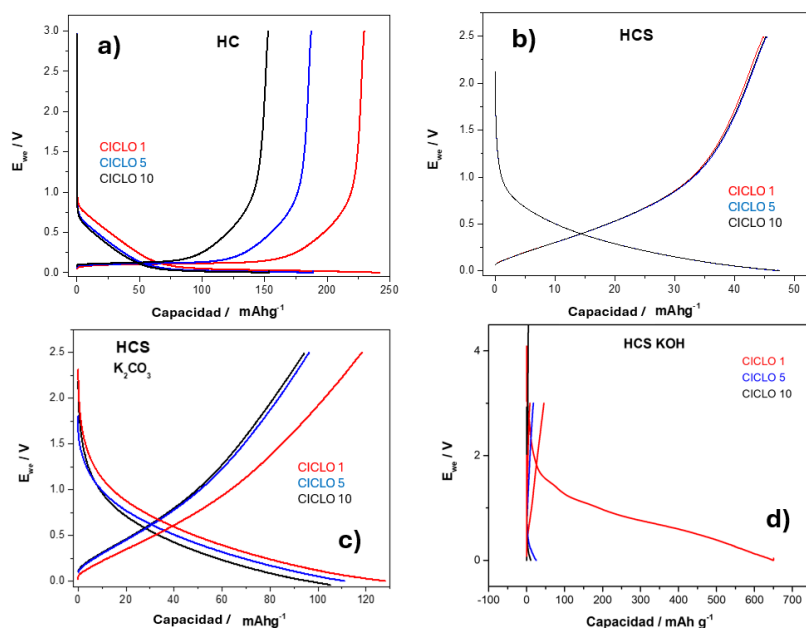 a)
HC
3.0
2.5
2.0
1.5
1.0
0.5
0.0
E_we / V
CICLO 1
CICLO 5
CICLO 10
0 50 100 150 200 250
Capacidad / mAhg⁻¹
b)
HCS
2.5
2.0
1.5
1.0
0.5
0.0
E_we / V
CICLO 1
CICLO 5
CICLO 10
0 10 20 30 40 50
Capacidad / mAhg⁻¹
HCS
K₂CO₃
2.5
2.0
1.5
1.0
0.5
0.0
E_we / V
CICLO 1
CICLO 5
CICLO 10
c)
0 20 40 60 80 100 120
Capacidad / mAhg⁻¹
HCS KOH
4
2
0
E_we / V
CICLO 1
CICLO 5
CICLO 10
d)
-100 0 100 200 300 400 500 600 700
Capacidad / mAh g⁻¹